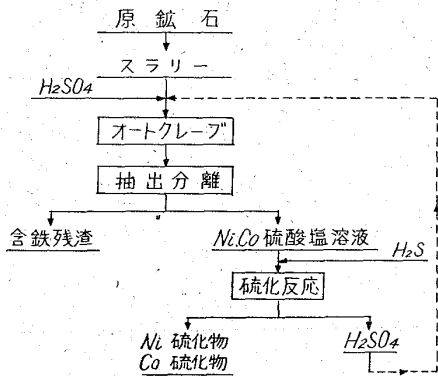 原鉱石
スラリー
H₂SO₄
オートクレーブ
抽出分離
含鉄残渣
Ni,Co硫酸塩溶液
H₂S
硫化反応
Ni 硫化物
Co 硫化物
H₂SO₄